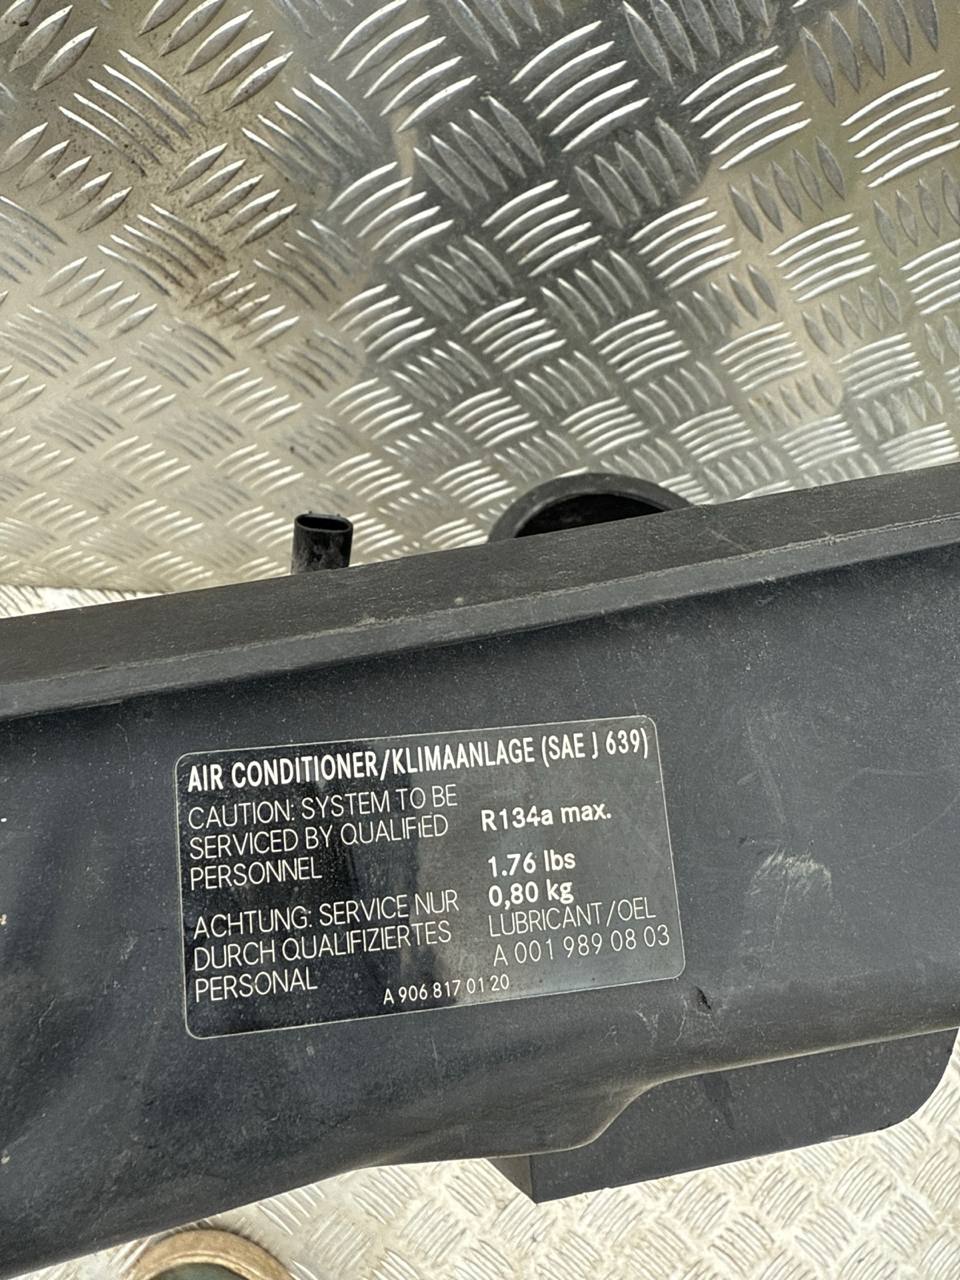 AIR CONDITIONER/KLIMAANLAGE (SAE J 639)
CAUTION: SYSTEM TO BE
SERVICED BY QUALIFIED
PERSONNEL
R134a max.
1.76 lbs
0,80 kg
ACHTUNG: SERVICE NUR
DURCH QUALIFIZIERTES
PERSONAL
LUBRICANT/OEL
A 001 989 08 03
A 906 817 01 20